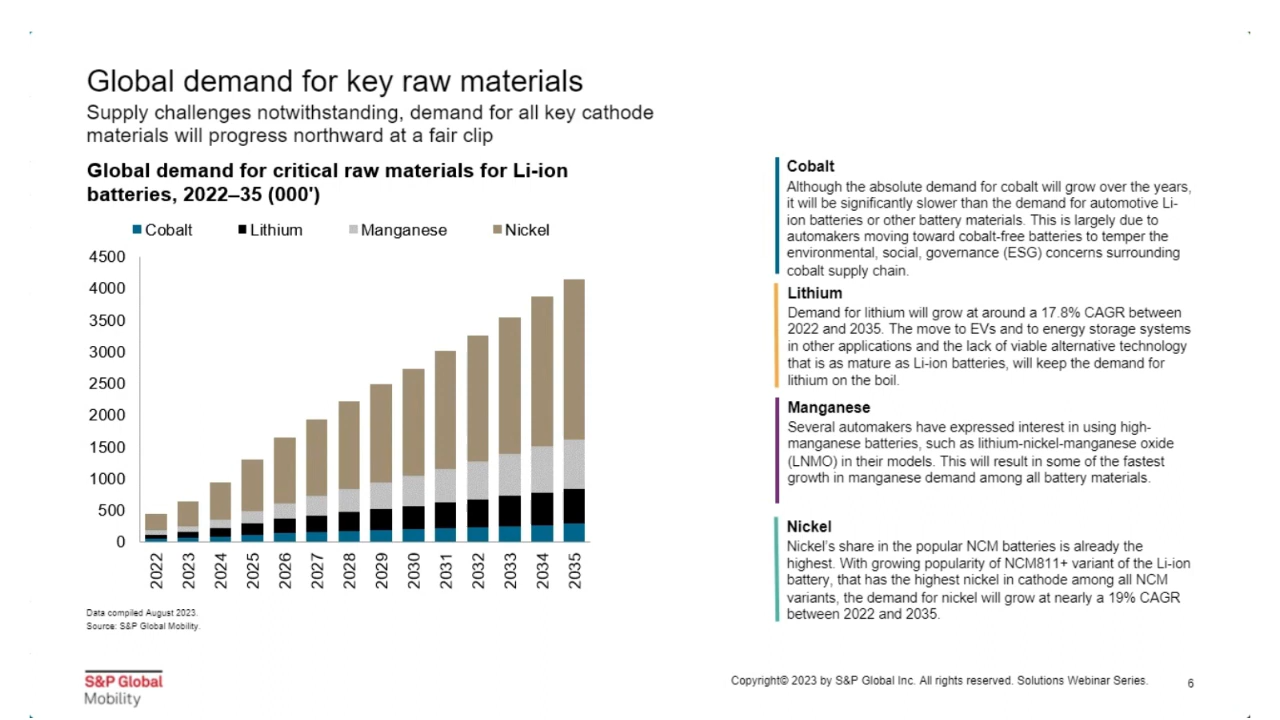 Global demand for key raw materials
Supply challenges notwithstanding, demand for all key cathode
materials will progress northward at a fair clip
Global demand for critical raw materials for Li-ion
batteries, 2022–35 (000')
Cobalt Lithium Manganese Nickel
4500
4000
3500
3000
2500
2000
1500
1000
500
0
2022 2023 2024 2025 2026 2027 2028 2029 2030 2031 2032 2033 2034 2035
Data compiled August 2023.
Source: S&P Global Mobility.
Cobalt
Although the absolute demand for cobalt will grow over the years,
it will be significantly slower than the demand for automotive Li-
ion batteries or other battery materials. This is largely due to
automakers moving toward cobalt-free batteries to temper the
environmental, social, governance (ESG) concerns surrounding
cobalt supply chain.
Lithium
Demand for lithium will grow at around a 17.8% CAGR between
2022 and 2035. The move to EVs and to energy storage systems
in other applications and the lack of viable alternative technology
that is as mature as Li-ion batteries, will keep the demand for
lithium on the boil.
Manganese
Several automakers have expressed interest in using high-
manganese batteries, such as lithium-nickel-manganese oxide
(LNMO) in their models. This will result in some of the fastest
growth in manganese demand among all battery materials.
Nickel
Nickel's share in the popular NCM batteries is already the
highest. With growing popularity of NCM811+ variant of the Li-ion
battery, that has the highest nickel in cathode among all NCM
variants, the demand for nickel will grow at nearly a 19% CAGR
between 2022 and 2035.
S&P Global
Mobility
Copyright© 2023 by S&P Global Inc. All rights reserved. Solutions Webinar Series.
6